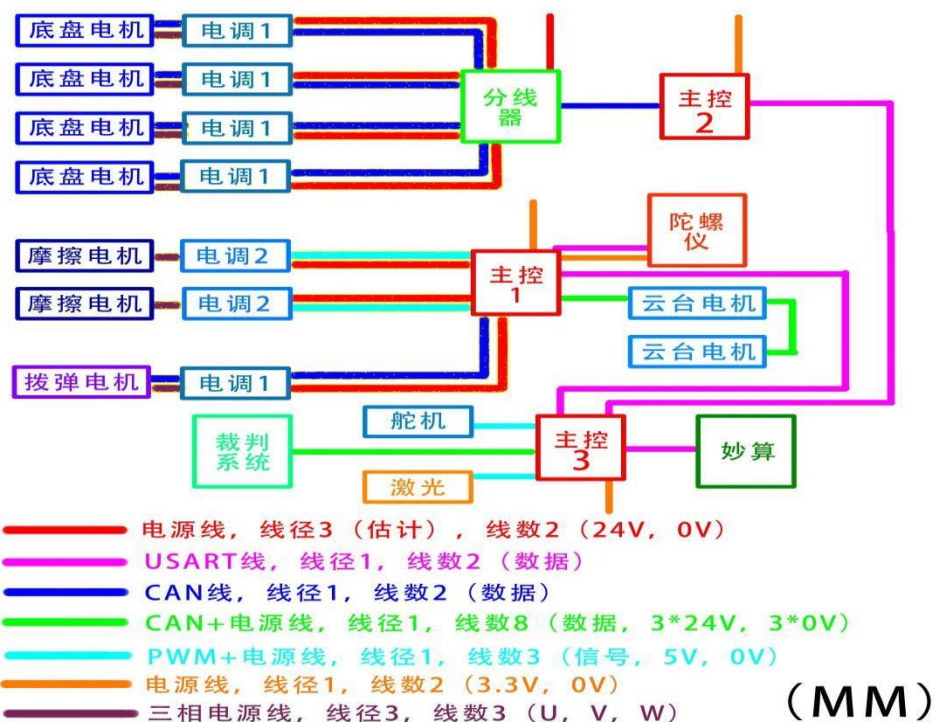 底盘电机
电调1
底盘电机
电调1
分线
器
主控
2
底盘电机
电调1
底盘电机
电调1
陀螺
仪
摩擦电机
电调2
主控
1
云台电机
摩擦电机
电调2
云台电机
拨弹电机
电调1
舵机
裁判
系统
主控
3
妙算
激光
电源线，线径3（估计），线数2（24V，0V）
USART线，线径1，线数2（数据）
CAN线，线径1，线数2（数据）
CAN+电源线，线径1，线数8（数据，3*24V，3*0V）
PWM+电源线，线径1，线数3（信号，5V，0V）
电源线，线径1，线数2（3.3V，0V）
三相电源线，线径3，线数3（U，V，W）
（MM）